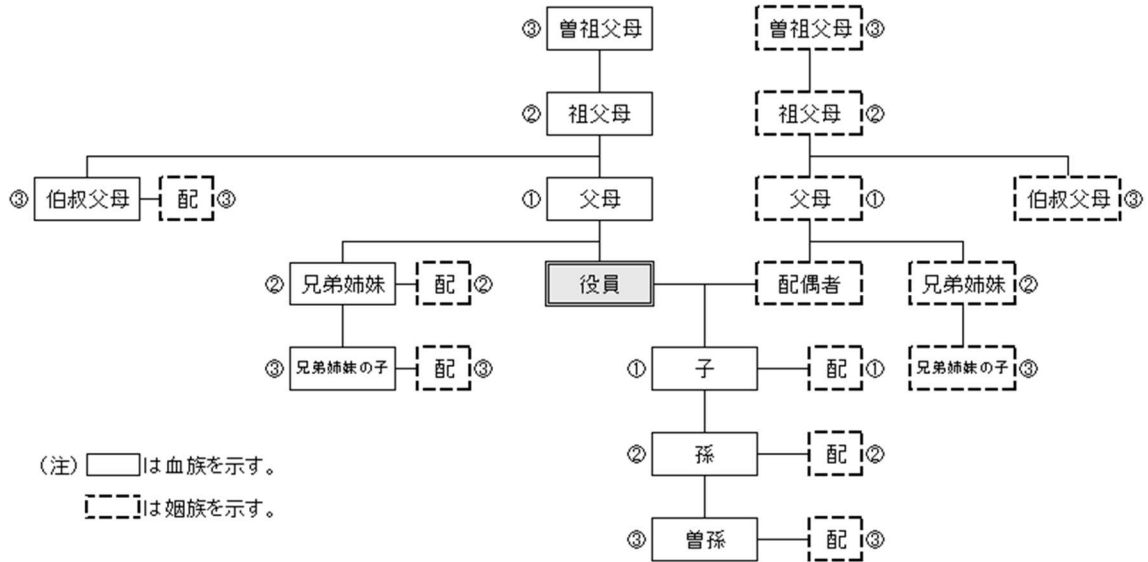 ③ 曽祖父母 曽祖父母 ③
② 祖父母 祖父母 ②
③ 伯叔父母 配 ③ ① 父母 父母 ① 伯叔父母 ③
② 兄弟姉妹 配 ② 役員 配偶者 兄弟姉妹 ②
③ 兄弟姉妹の子 配 ③ ① 子 配 ① 兄弟姉妹の子 ③
② 孫 配 ②
(注) は血族を示す。
は姻族を示す。
③ 曽孫 配 ③